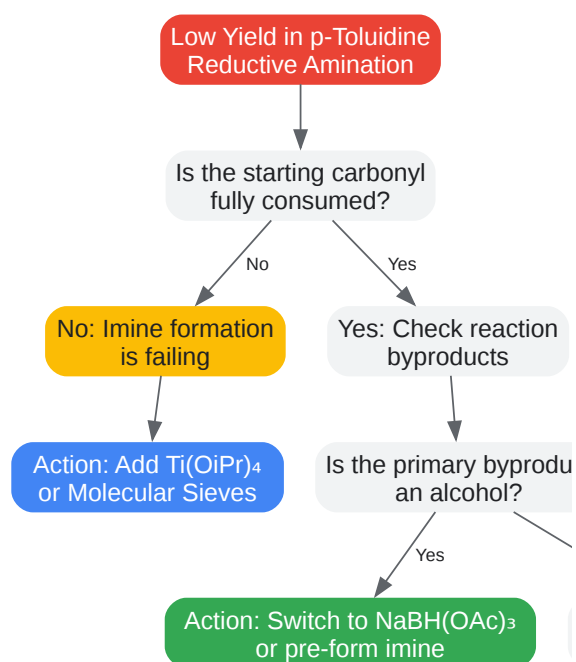 Low Yield in p-Toluidine
Reductive Amination
Is the starting carbonyl
fully consumed?
No
Yes
No: Imine formation
is failing
Yes: Check reaction
byproducts
Action: Add Ti(OiPr)₄
or Molecular Sieves
Is the primary byprodu
an alcohol?
Yes
Action: Switch to NaBH(OAc)₃
or pre-form imine